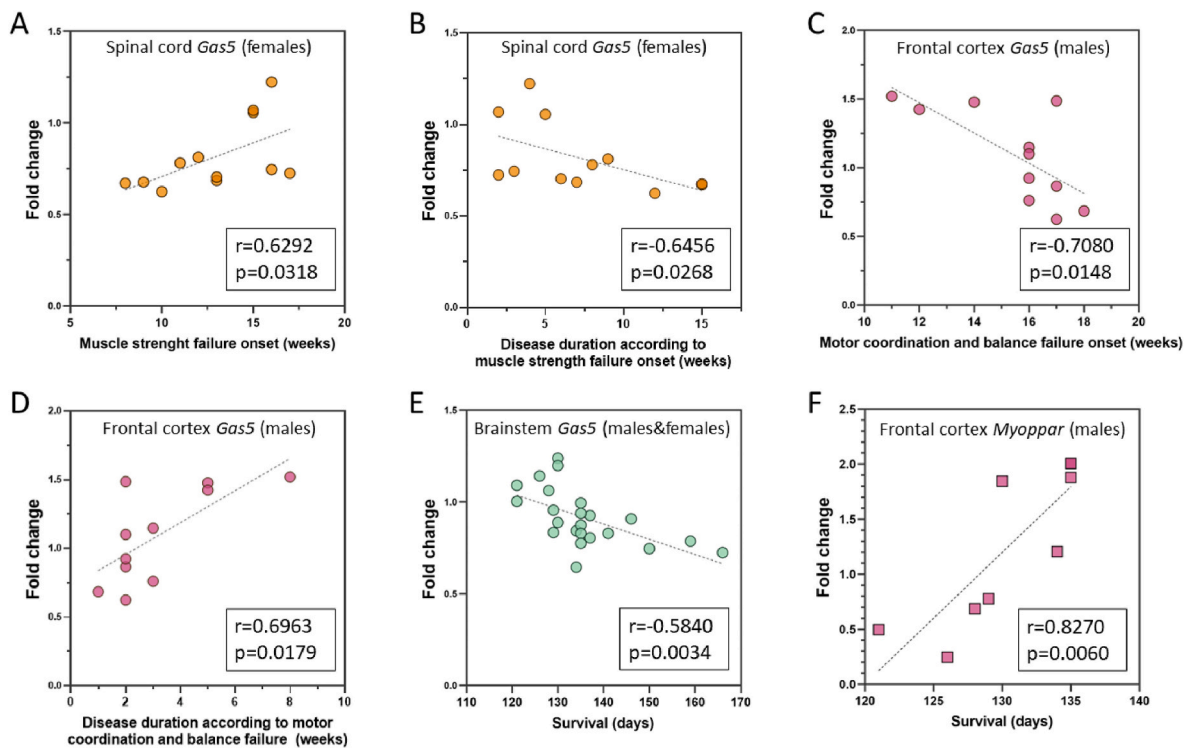 A
Spinal cord Gas5 (females)
Fold change
1.5
1.0
0.5
0.0
5
10
15
20
r=0.6292
p=0.0318
Muscle strenght failure onset (weeks)
B
Spinal cord Gas5 (females)
Fold change
1.5
1.0
0.5
0.0
0
5
10
15
r=-0.6456
p=0.0268
Disease duration according to
muscle strength failure onset (weeks)
C
Frontal cortex Gas5 (males)
Fold change
2.0
1.5
1.0
0.5
0.0
10
12
14
16
18
20
r=-0.7080
p=0.0148
Motor coordination and balance failure onset (weeks)
D
Frontal cortex Gas5 (males)
Fold change
2.0
1.5
1.0
0.5
0.0
0
2
4
6
8
10
r=0.6963
p=0.0179
Disease duration according to motor
coordination and balance failure (weeks)
E
Brainstem Gas5 (males&females)
Fold change
1.5
1.0
0.5
0.0
110
120
130
140
150
160
170
r=-0.5840
p=0.0034
Survival (days)
F
Frontal cortex Myoppar (males)
Fold change
2.5
2.0
1.5
1.0
0.5
0.0
120
125
130
135
140
r=0.8270
p=0.0060
Survival (days)